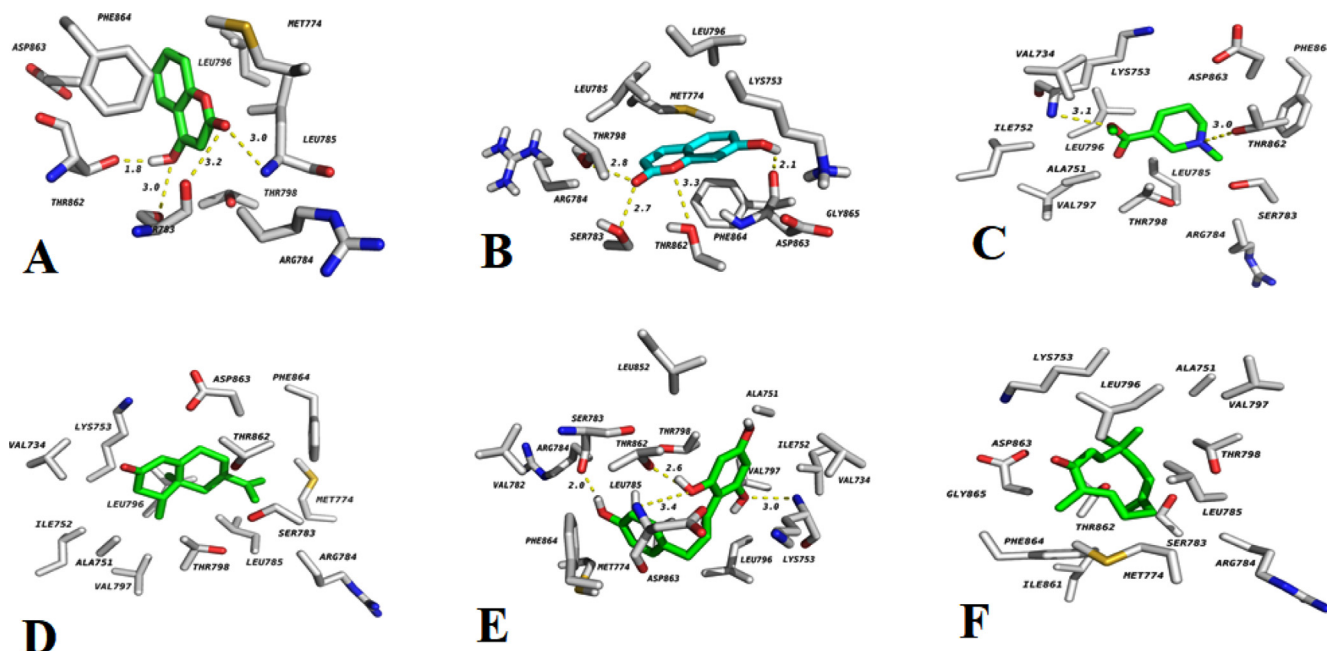 PHE864
MET774
ASP863
LEU796
3.0
LEU785
1.8
3.2
3.0
THR862
THR798
ARG784
A
LEU796
LYS753
LEU785
MET774
THR798
2.8
2.1
3.3
ARG784
2.7
GLY865
SER783
PHE864
THR862
ASP863
B
VAL734
LYS753
ASP863
3.1
3.0
ILE752
LEU796
THR862
ALA751
LEU785
VAL797
THR798
SER783
ARG784
C
ASP863
PHE864
LYS753
VAL734
THR862
LEU796
MET774
ILE752
SER783
ALA751
LEU785
VAL797
THR798
ARG784
D
LEU852
ALA751
SER783
THR798
ARG784
THR862
ILE752
2.6
VAL782
LEU785
VAL797
VAL734
2.0
3.4
3.0
PHE864
MET774
ASP863
LEU796
LYS753
E
LYS753
ALA751
LEU796
VAL797
ASP863
THR798
GLY865
LEU785
THR862
SER783
PHE864
ILE861
MET774
ARG784
F